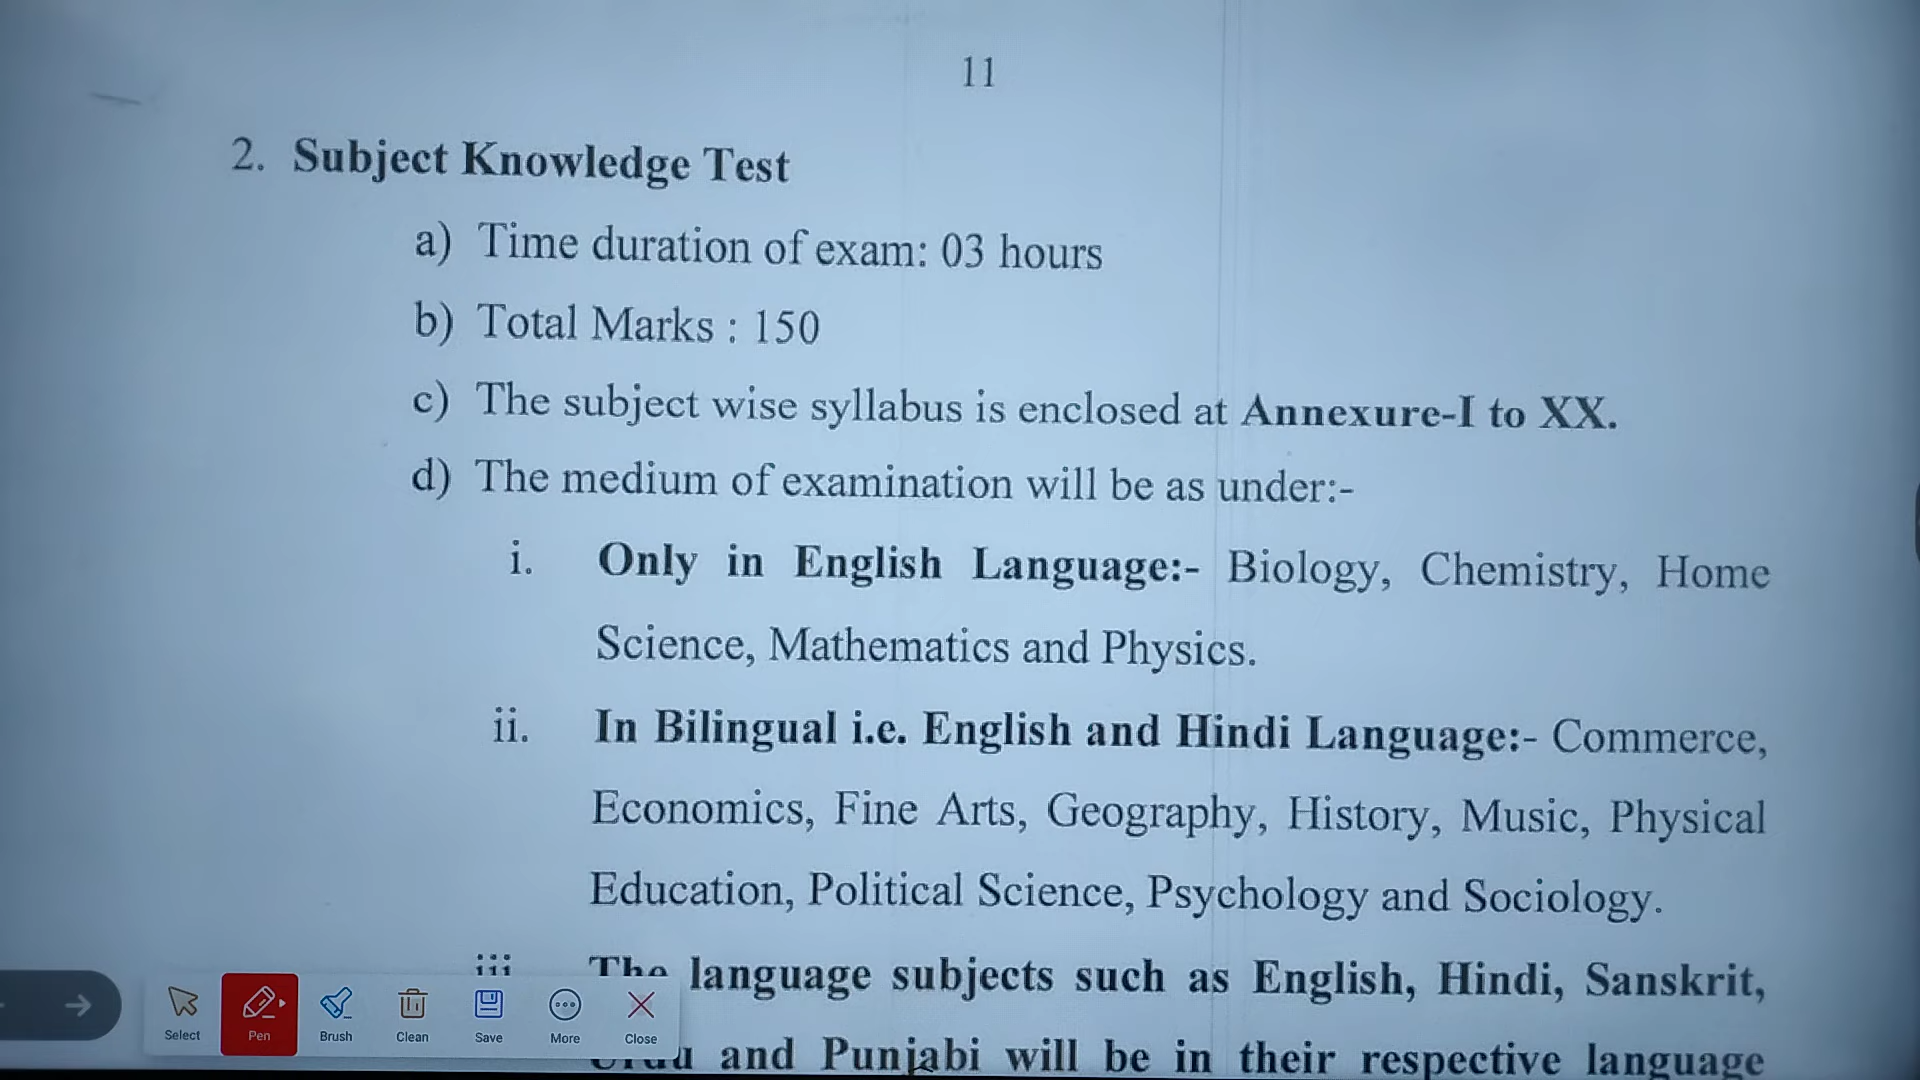 11
2. Subject Knowledge Test
a) Time duration of exam: 03 hours
b) Total Marks : 150
c) The subject wise syllabus is enclosed at Annexure-I to XX.
d) The medium of examination will be as under:-
i. Only in English Language:- Biology, Chemistry, Home
Science, Mathematics and Physics.
ii. In Bilingual i.e. English and Hindi Language:- Commerce,
Economics, Fine Arts, Geography, History, Music, Physical
Education, Political Science, Psychology and Sociology.
iii The language subjects such as English, Hindi, Sanskrit,
and Punjabi will be in their respective language
Select
Pen
Brush
Clean
Save
More
Close